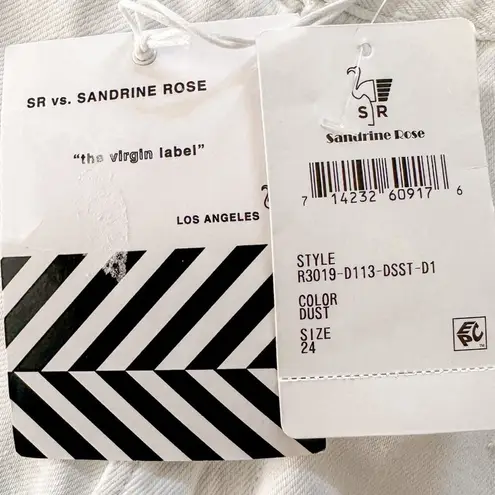 SR vs. SANDRINE ROSE
"the virgin label"
LOS ANGELES
SR
Sandrine Rose
7 14232 60917 6
STYLE
R3019-D113-DSST-D1
COLOR
DUST
SIZE
24
EPC
TM